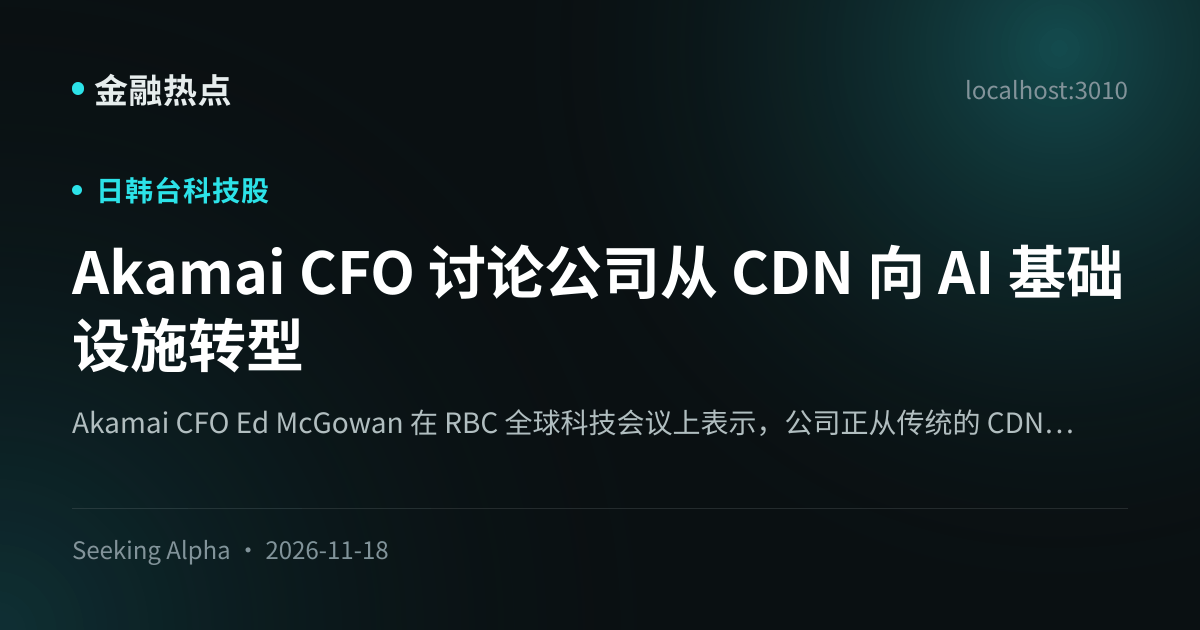 金融热点
localhost:3010
日韩台科技股
Akamai CFO 讨论公司从 CDN 向 AI 基础
设施转型
Akamai CFO Ed McGowan 在 RBC 全球科技会议上表示，公司正从传统的 CDN…
Seeking Alpha • 2026-11-18